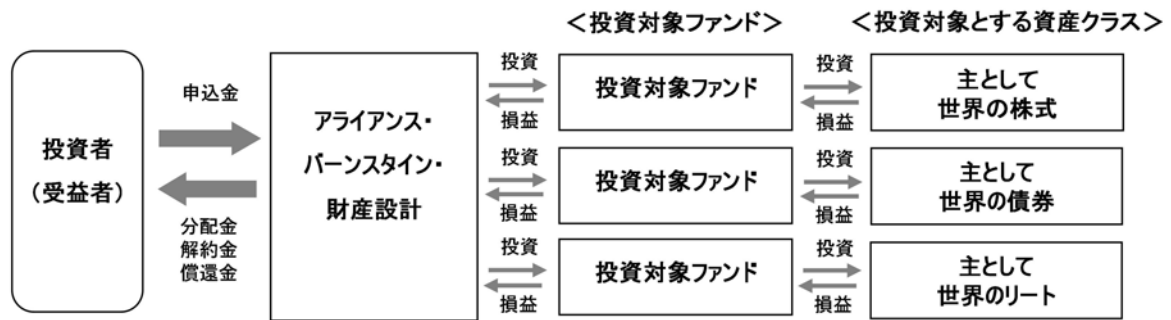 ＜投資対象ファンド＞
＜投資対象とする資産クラス＞
投資者
（受益者）
申込金
分配金
解約金
償還金
アライアンス・
バーンスタイン・
財産設計
投資
損益
投資対象ファンド
投資
損益
主として
世界の株式
投資
損益
投資対象ファンド
投資
損益
主として
世界の債券
投資
損益
投資対象ファンド
投資
損益
主として
世界のリート